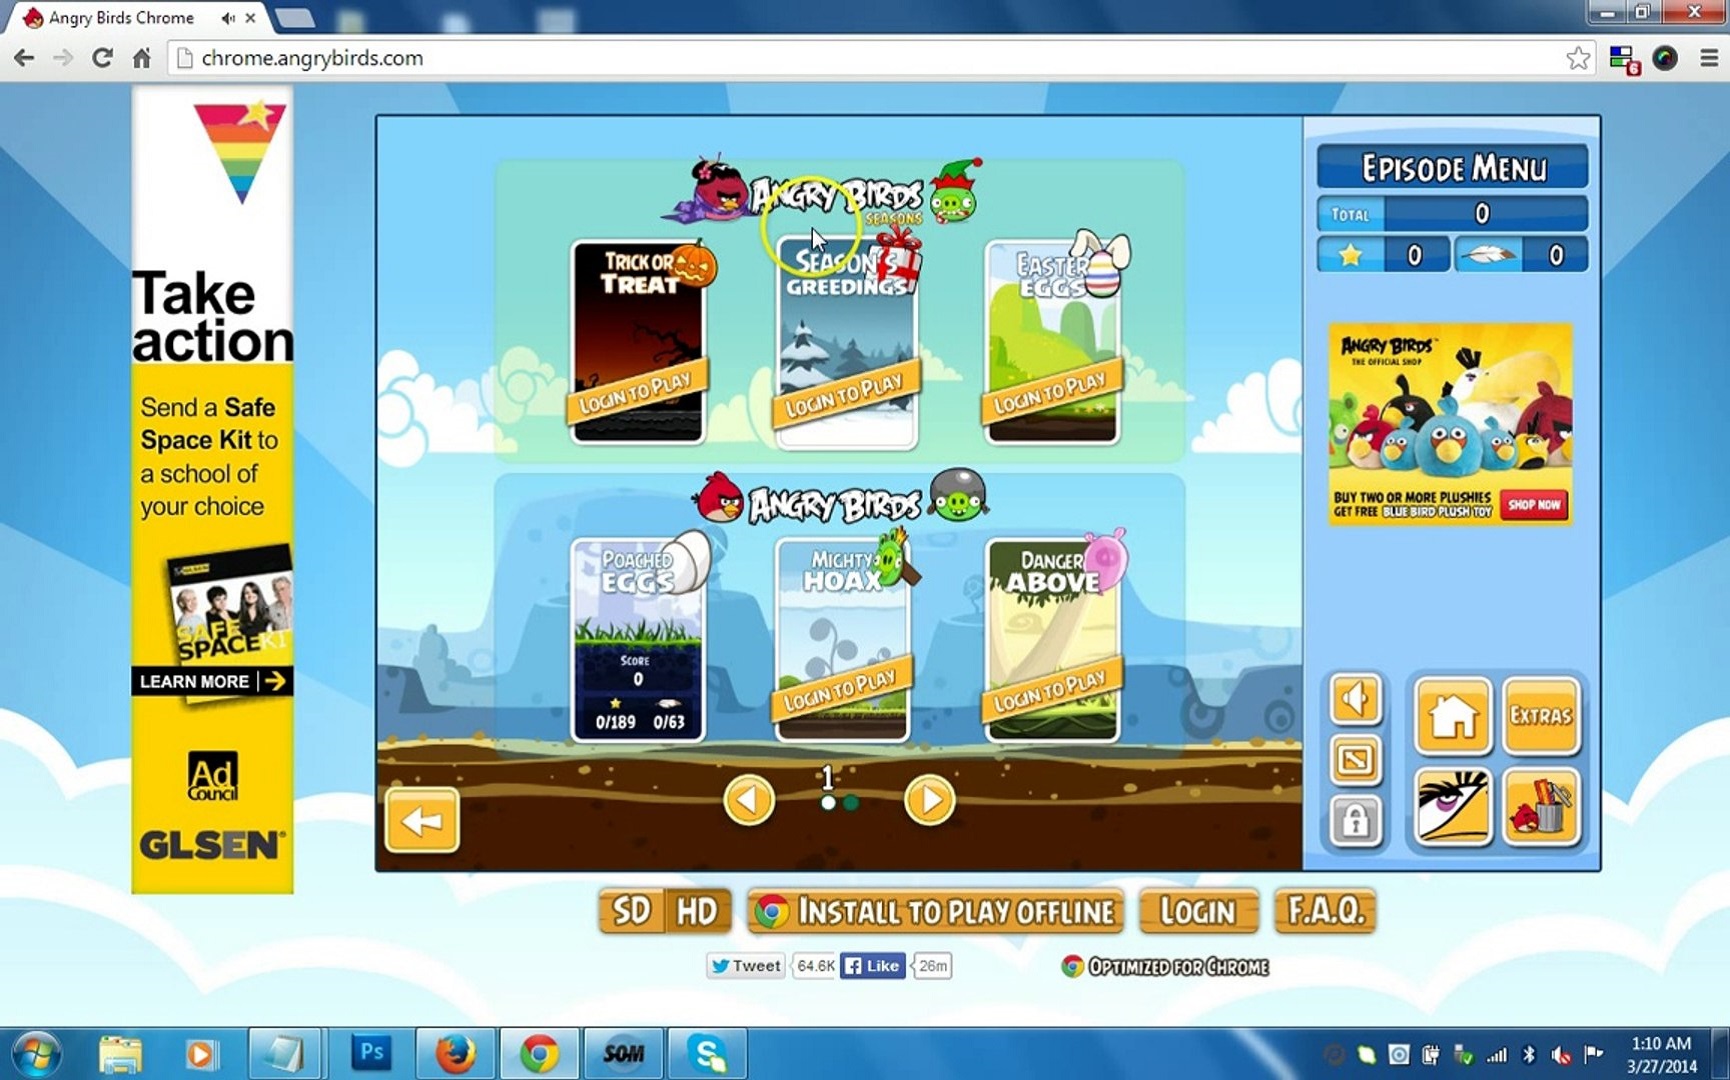 Angry Birds Chrome
chrome.angrybirds.com
6
Take
action
Send a Safe
Space Kit to
a school of
your choice
SAFE
SPACE KIT
LEARN MORE
Ad
Council
GLSEN®
ANGRY BIRDS
SEASONS
TRICK OR
TREAT
LOGIN TO PLAY
SEASON'S
GREEDINGS
LOGIN TO PLAY
EASTER
EGGS
LOGIN TO PLAY
ANGRY BIRDS
POACHED
EGGS
SCORE
0
0/189 0/63
MIGHTY
HOAX
LOGIN TO PLAY
DANGER
ABOVE
LOGIN TO PLAY
1
EPISODE MENU
TOTAL 0
0 0
ANGRY BIRDS™
THE OFFICIAL SHOP
BUY TWO OR MORE PLUSHIES
GET FREE BLUE BIRD PLUSH TOY
SHOP NOW
EXTRAS
SD HD INSTALL TO PLAY OFFLINE LOGIN F.A.Q.
Tweet 64.6K Like 26m
OPTIMIZED FOR CHROME
Ps
SOM
1:10 AM
3/27/2014